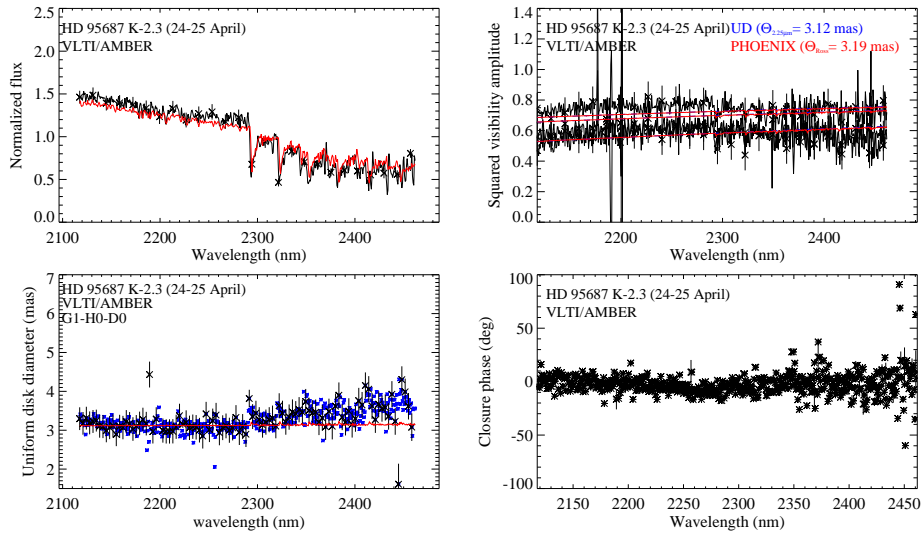 HD 95687 K-2.3 (24-25 April)
VLTI/AMBER
Normalized flux
2.5
2.0
1.5
1.0
0.5
0.0
2100 2200 2300 2400
Wavelength (nm)
HD 95687 K-2.3 (24-25 April) UD (Θ2.25μm= 3.12 mas)
VLTI/AMBER PHOENIX (ΘRoss= 3.19 mas)
Squared visibility amplitude
1.4
1.2
1.0
0.8
0.6
0.4
0.2
0.0
2200 2300 2400
Wavelength (nm)
HD 95687 K-2.3 (24-25 April)
VLTI/AMBER
G1-H0-D0
Uniform disk diameter (mas)
7
6
5
4
3
2
2100 2200 2300 2400
wavelength (nm)
HD 95687 K-2.3 (24-25 April)
VLTI/AMBER
Closure phase (deg)
100
50
0
-50
-100
2150 2200 2250 2300 2350 2400 2450
Wavelength (nm)